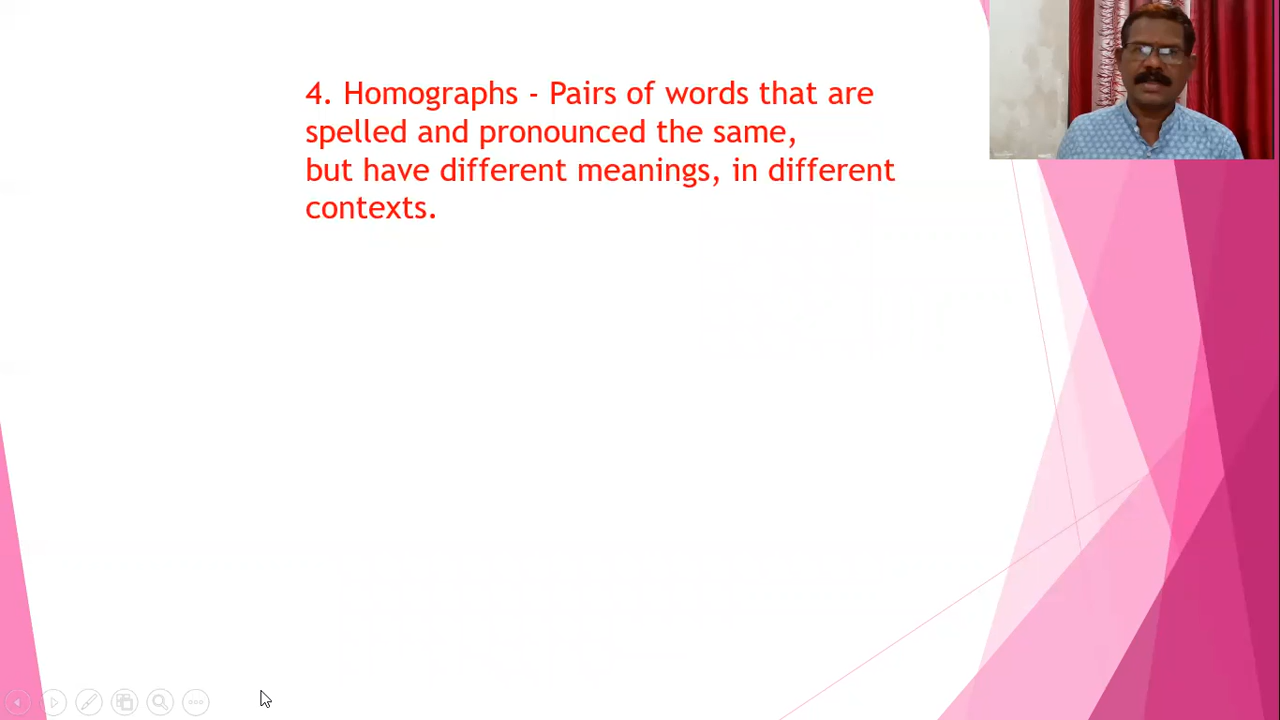 4. Homographs - Pairs of words that are
spelled and pronounced the same,
but have different meanings, in different
contexts.